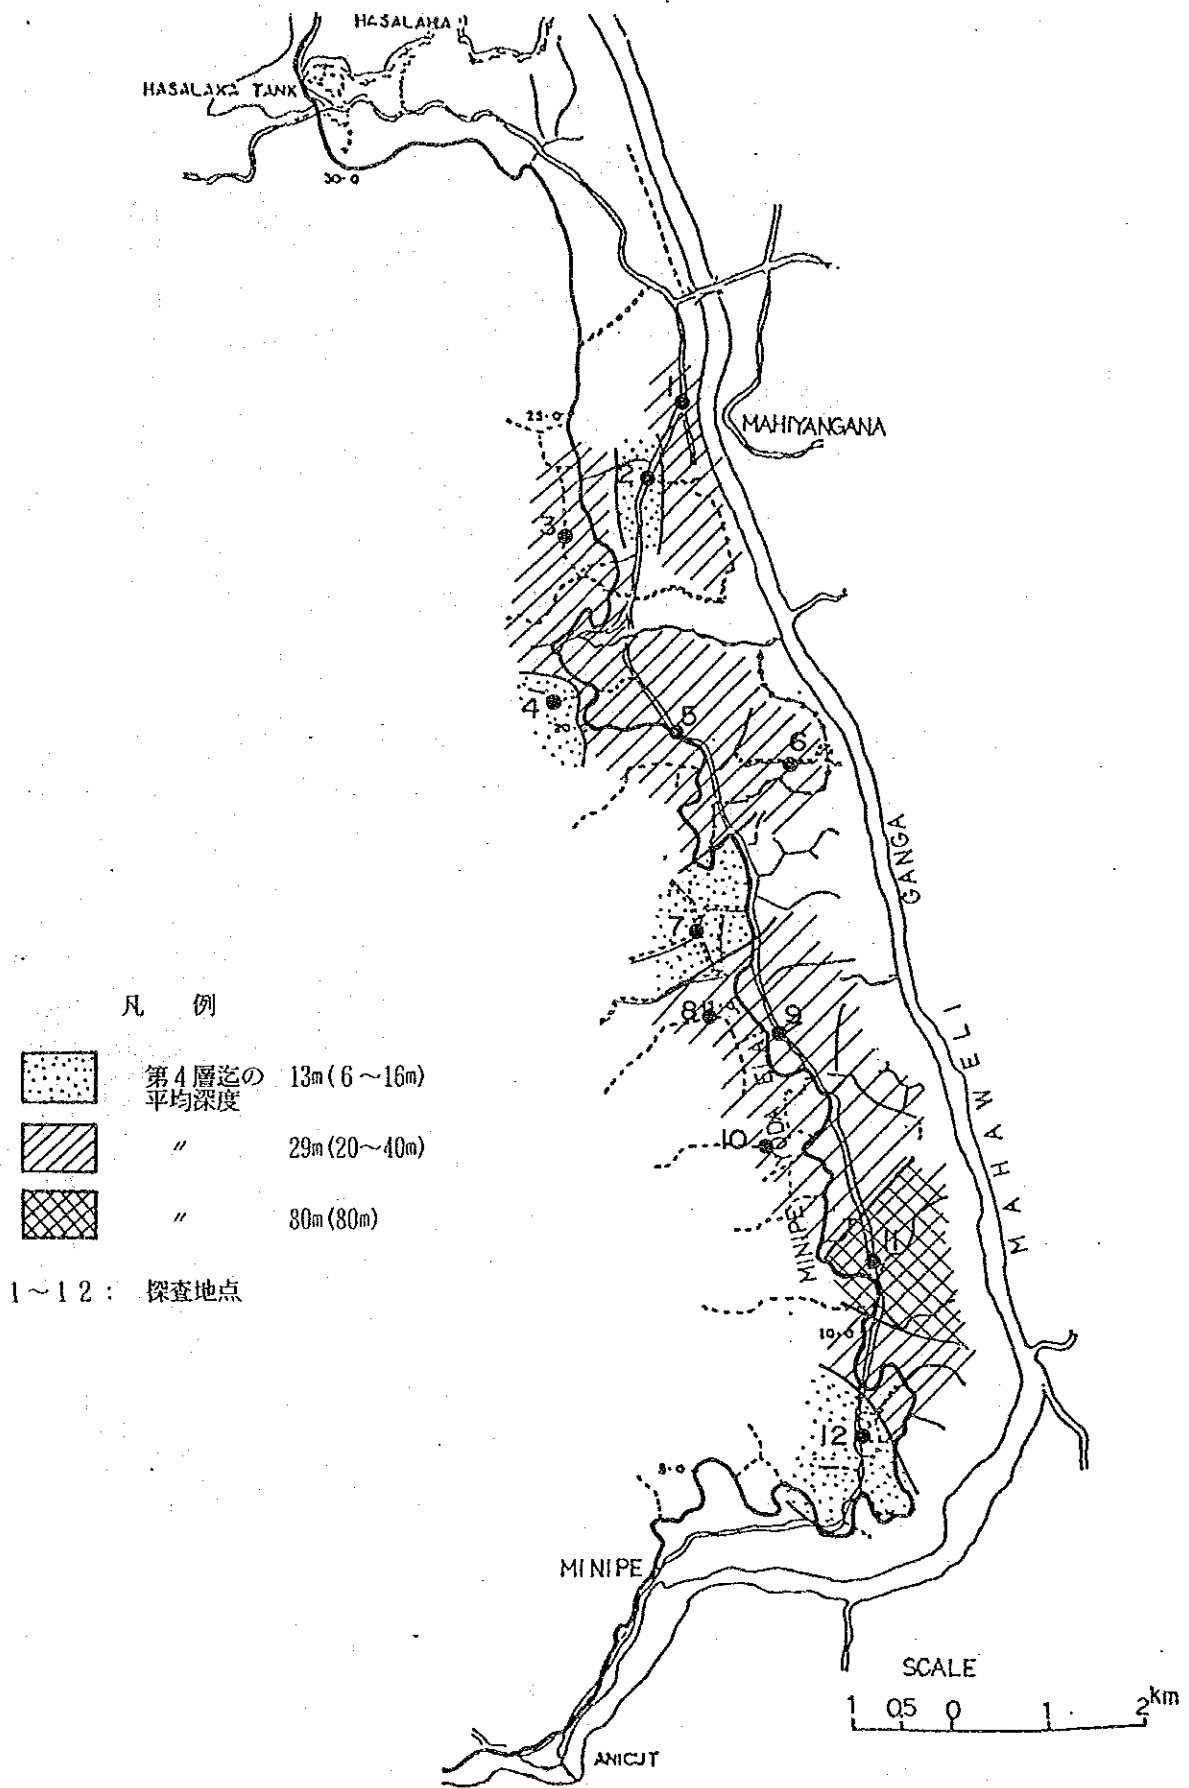 HASALAKA
HASALAKA TANK
30·0
1
25·0
MAHIYANGANA
2
3
4
5
6
GANGA
7
8
9
ELA
10
MINIPE
11
MAHAWELI
10·0
12
MINIPE
ANICUT
凡 例
第4層迄の 13m(6~16m)
平均深度
〃 29m(20~40m)
〃 80m(80m)
1~12: 探査地点
SCALE
1 0.5 0 1 2km